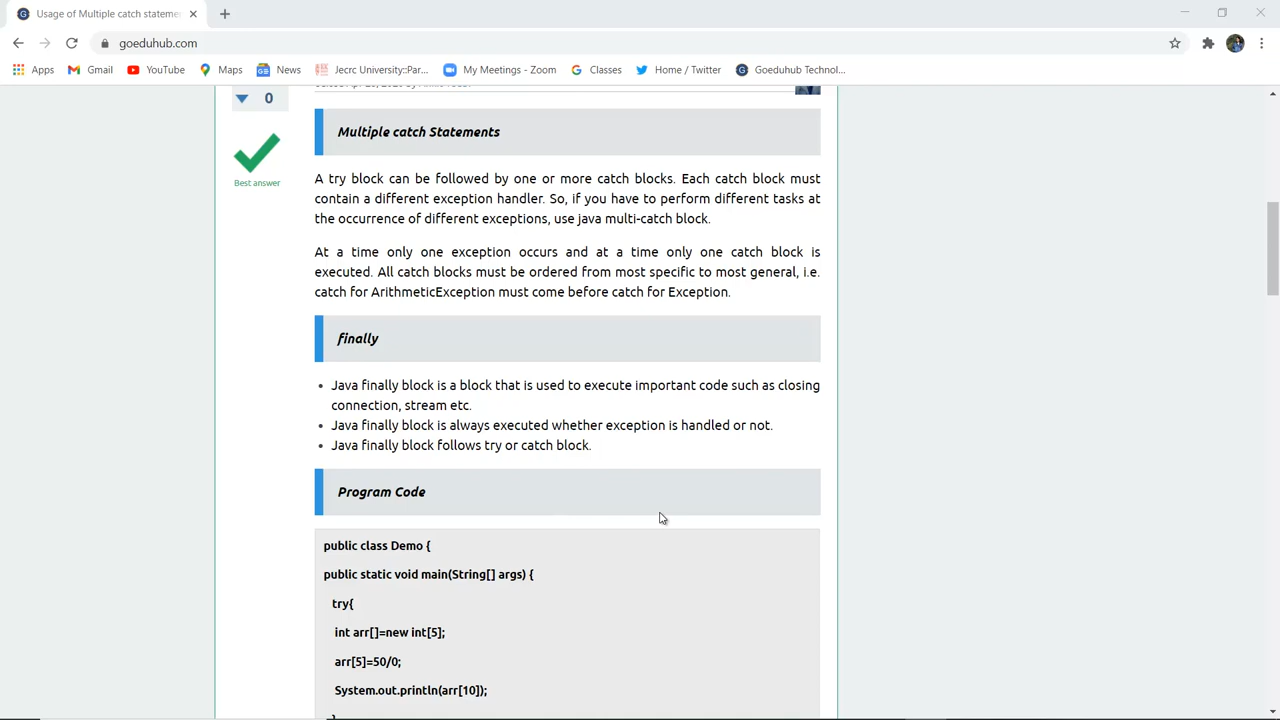 Usage of Multiple catch stateme
goeduhub.com
Apps Gmail YouTube Maps News Jecrc University::Par... My Meetings - Zoom Classes Home / Twitter Goeduhub Technol...
0
Best answer
Multiple catch Statements
A try block can be followed by one or more catch blocks. Each catch block must
contain a different exception handler. So, if you have to perform different tasks at
the occurrence of different exceptions, use java multi-catch block.
At a time only one exception occurs and at a time only one catch block is
executed. All catch blocks must be ordered from most specific to most general, i.e.
catch for ArithmeticException must come before catch for Exception.
finally
• Java finally block is a block that is used to execute important code such as closing
connection, stream etc.
• Java finally block is always executed whether exception is handled or not.
• Java finally block follows try or catch block.
Program Code
public class Demo {
public static void main(String[] args) {
try{
int arr[]=new int[5];
arr[5]=50/0;
System.out.println(arr[10]);